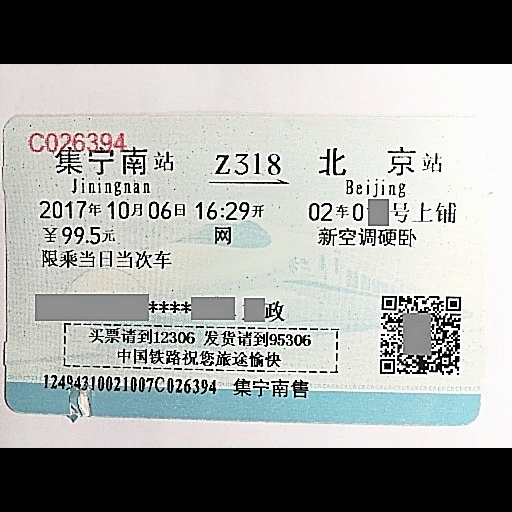 C026394
集宁南站 Z318 北京站
Jiningnan Beijing
2017年10月06日 16:29开 02车0 号上铺
￥99.5元 网 新空调硬卧
限乘当日当次车
**** 政
买票请到12306 发货请到95306
中国铁路祝您旅途愉快
12494310021007C026394 集宁南售